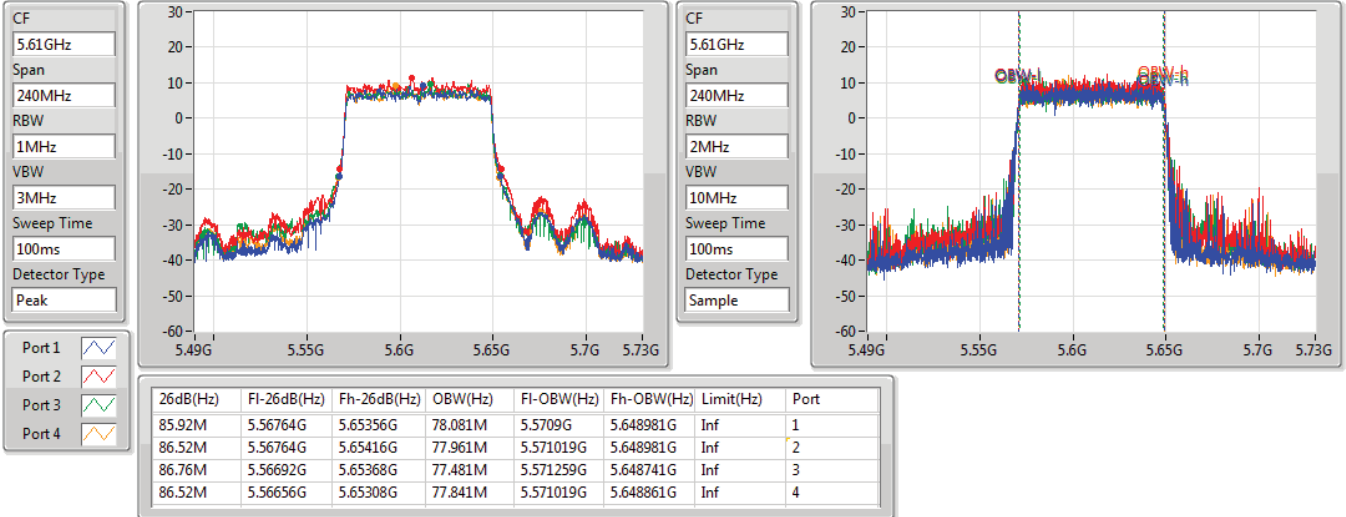 CF
5.61GHz
Span
240MHz
RBW
1MHz
VBW
3MHz
Sweep Time
100ms
Detector Type
Peak
Port 1
Port 2
Port 3
Port 4
30
20
10
0
-10
-20
-30
-40
-50
-60
5.49G 5.55G 5.6G 5.65G 5.7G 5.73G
CF
5.61GHz
Span
240MHz
RBW
2MHz
VBW
10MHz
Sweep Time
100ms
Detector Type
Sample
30
20
10
0
-10
-20
-30
-40
-50
-60
OBW-l OBW-h
OBW-h
5.49G 5.55G 5.6G 5.65G 5.7G 5.73G
26dB(Hz) Fl-26dB(Hz) Fh-26dB(Hz) OBW(Hz) Fl-OBW(Hz) Fh-OBW(Hz) Limit(Hz) Port
85.92M 5.56764G 5.65356G 78.081M 5.5709G 5.648981G Inf 1
86.52M 5.56764G 5.65416G 77.961M 5.571019G 5.648981G Inf 2
86.76M 5.56692G 5.65368G 77.481M 5.571259G 5.648741G Inf 3
86.52M 5.56656G 5.65308G 77.841M 5.571019G 5.648861G Inf 4